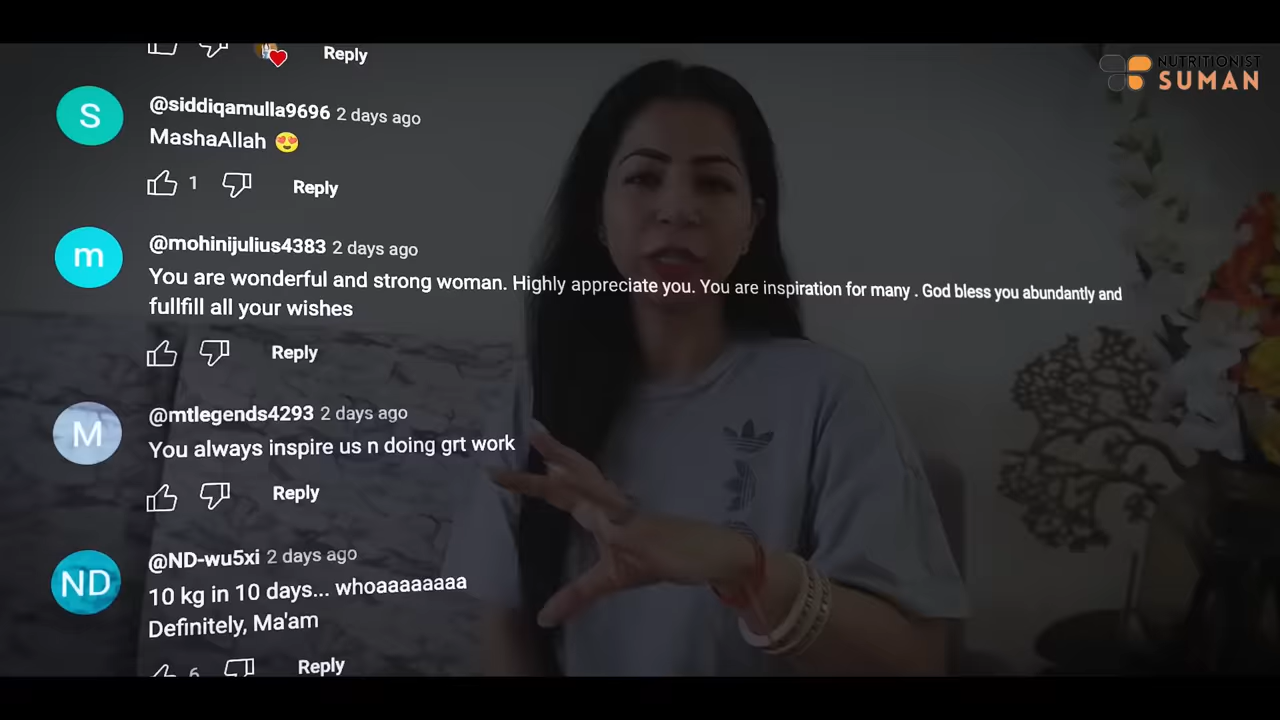 Reply
NUTRITIONIST
SUMAN
@siddiqamulla9696 2 days ago
MashaAllah 😍
1 Reply
@mohinijulius4383 2 days ago
You are wonderful and strong woman. Highly appreciate you. You are inspiration for many . God bless you abundantly and
fullfill all your wishes
Reply
@mtlegends4293 2 days ago
You always inspire us n doing grt work
Reply
@ND-wu5xi 2 days ago
10 kg in 10 days... whoaaaaaaaa
Definitely, Ma'am
6 Reply
S
m
M
ND